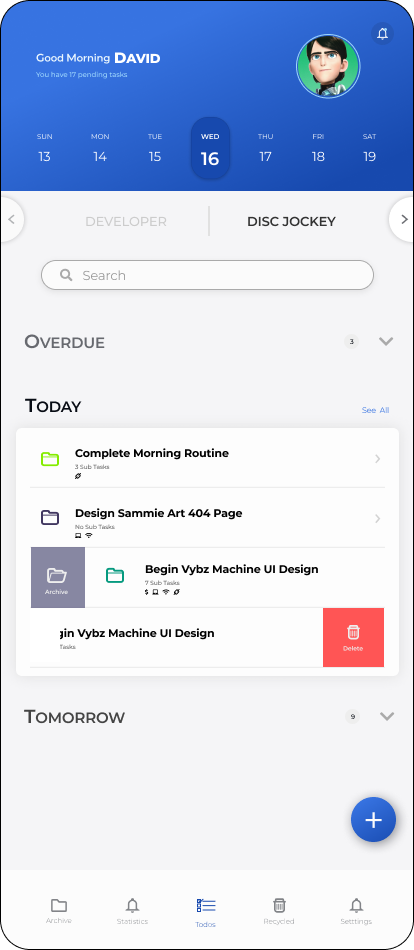 Good Morning DAVID
You have 17 pending tasks
SUN MON TUE WED THU FRI SAT
13 14 15 16 17 18 19
DEVELOPER DISC JOCKEY
Search
OVERDUE 3
TODAY See All
Complete Morning Routine
3 Sub Tasks
Design Sammie Art 404 Page
No Sub Tasks
Begin Vybz Machine UI Design
7 Sub Tasks
Archive
gin Vybz Machine UI Design
Tasks
Delete
TOMORROW 9
Archive Statistics Todos Recycled Setttings